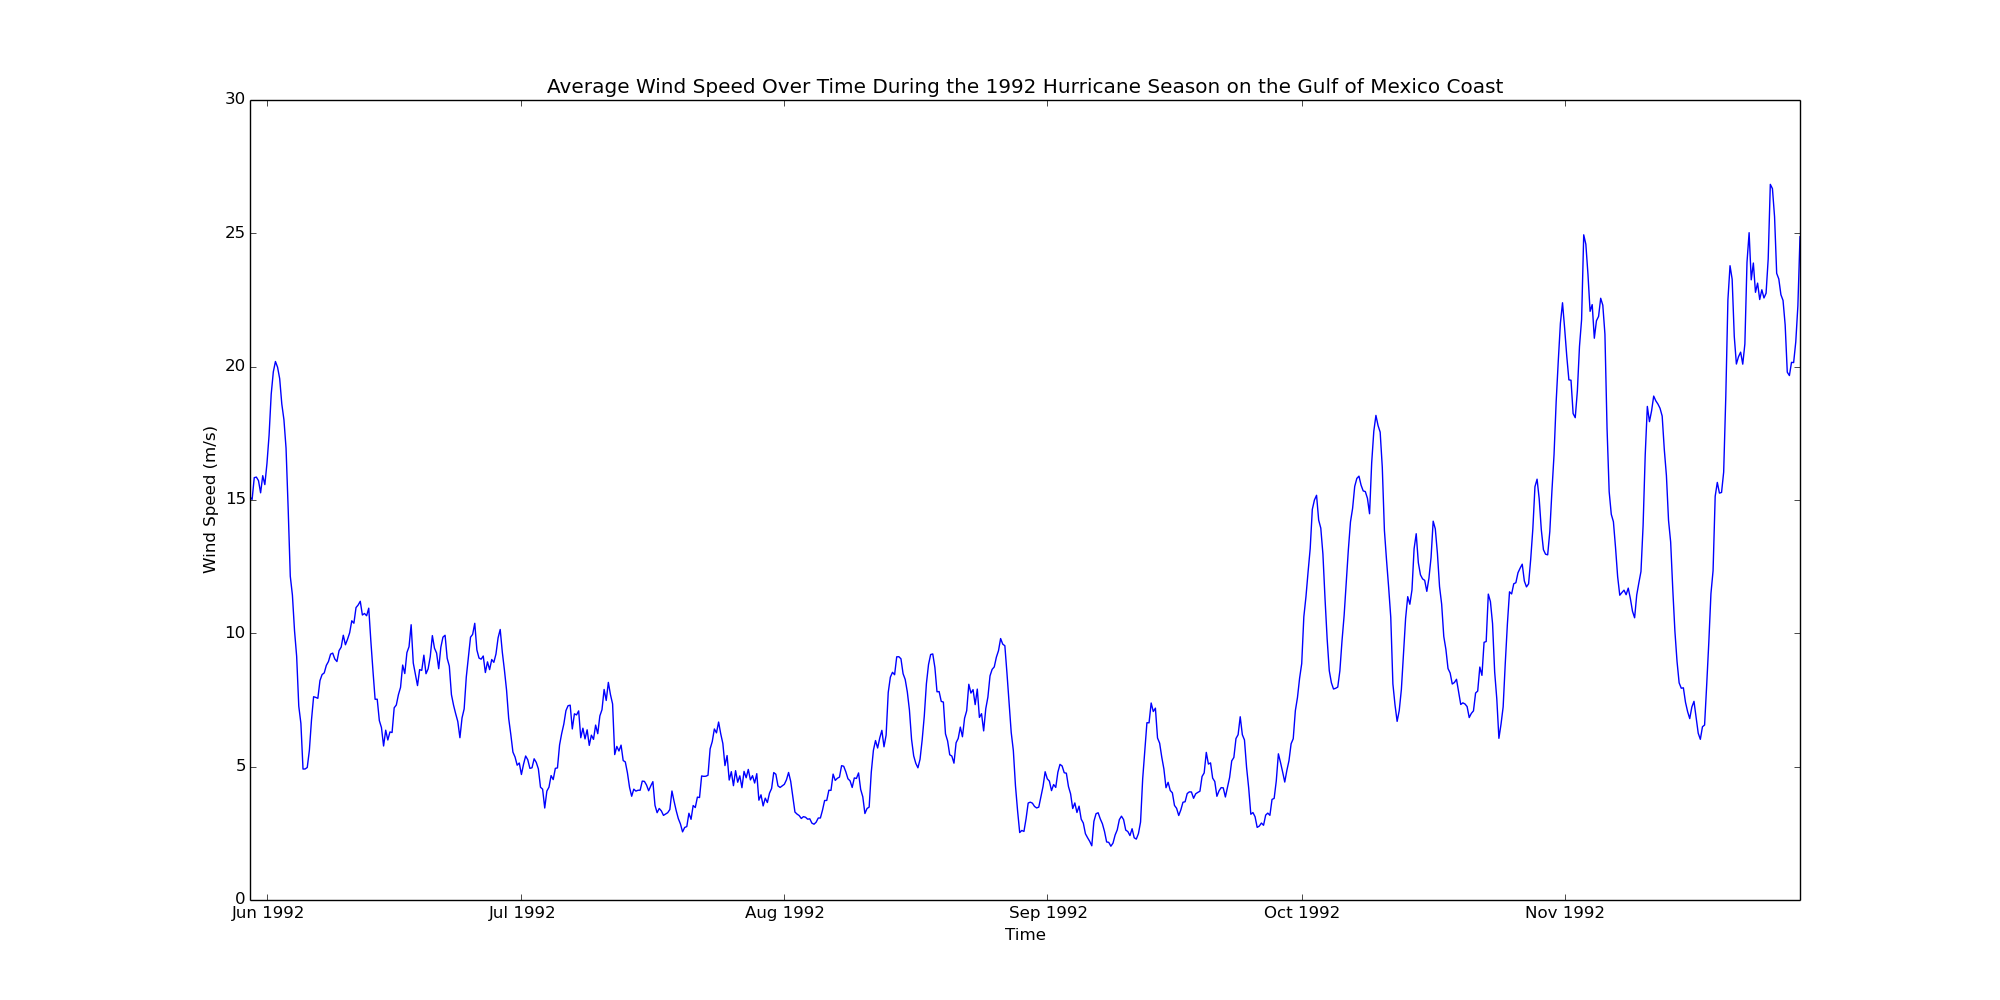 Average Wind Speed Over Time During the 1992 Hurricane Season on the Gulf of Mexico Coast
30
25
20
15
10
5
0
Wind Speed (m/s)
Jun 1992 Jul 1992 Aug 1992 Sep 1992 Oct 1992 Nov 1992
Time